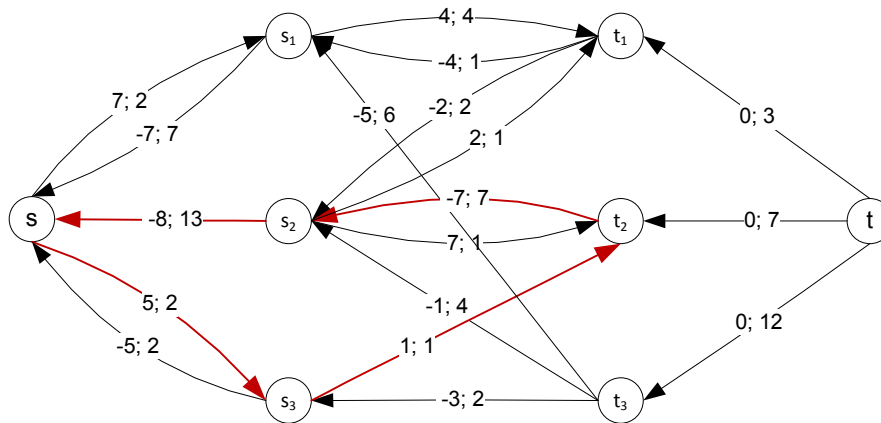 s₁
4; 4
t₁
-4; 1
7; 2
-7; 7
-2; 2
-5; 6
2; 1
0; 3
s
-8; 13
s₂
-7; 7
7; 1
t₂
0; 7
t
5; 2
-5; 2
-1; 4
1; 1
0; 12
s₃
-3; 2
t₃